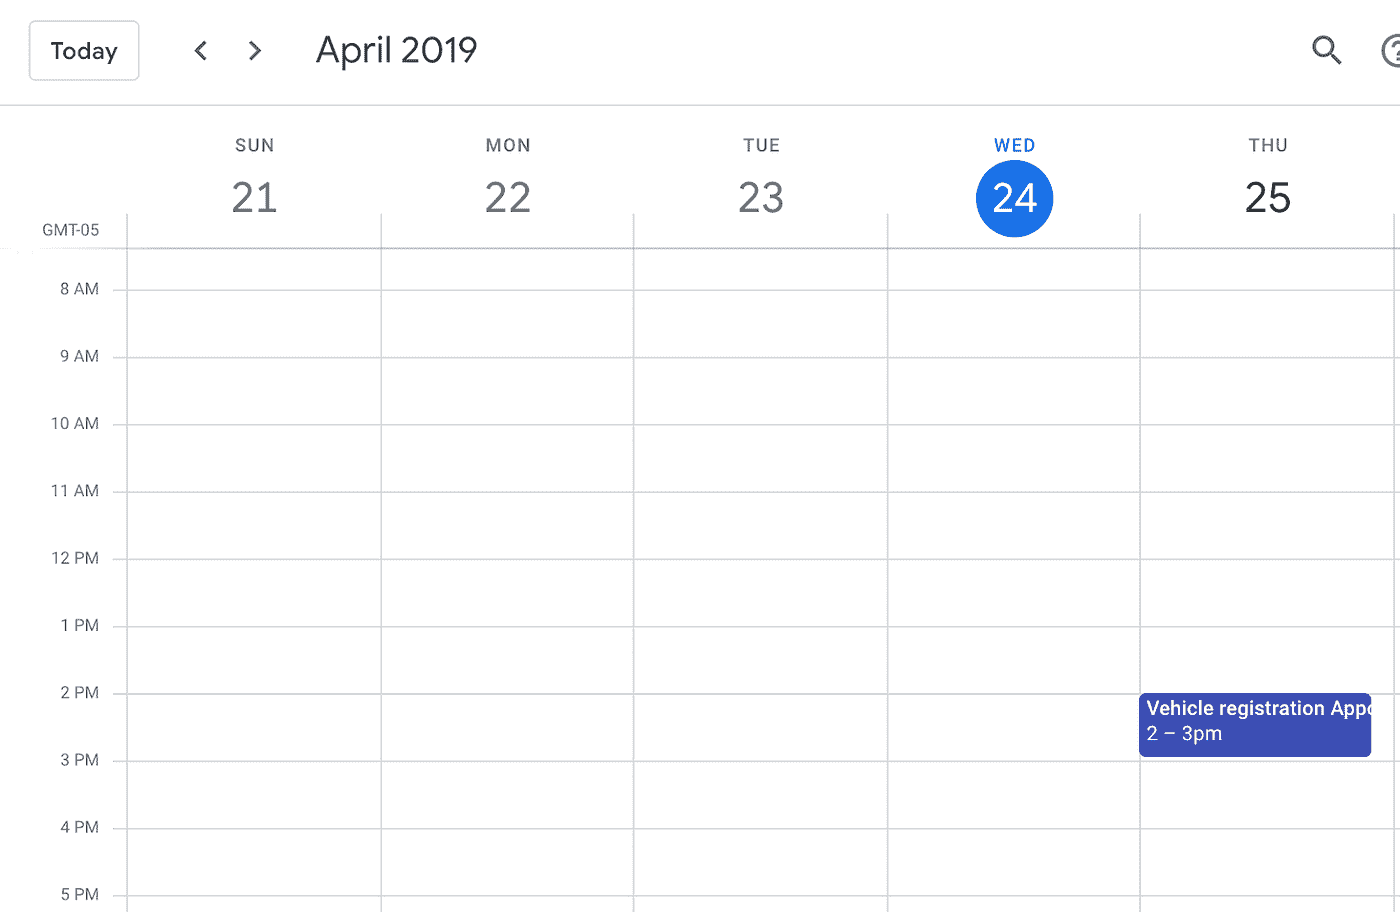 Today
April 2019
SUN
MON
TUE
WED
THU
21
22
23
24
25
GMT-05
8 AM
9 AM
10 AM
11 AM
12 PM
1 PM
2 PM
Vehicle registration Appo
2 – 3pm
3 PM
4 PM
5 PM